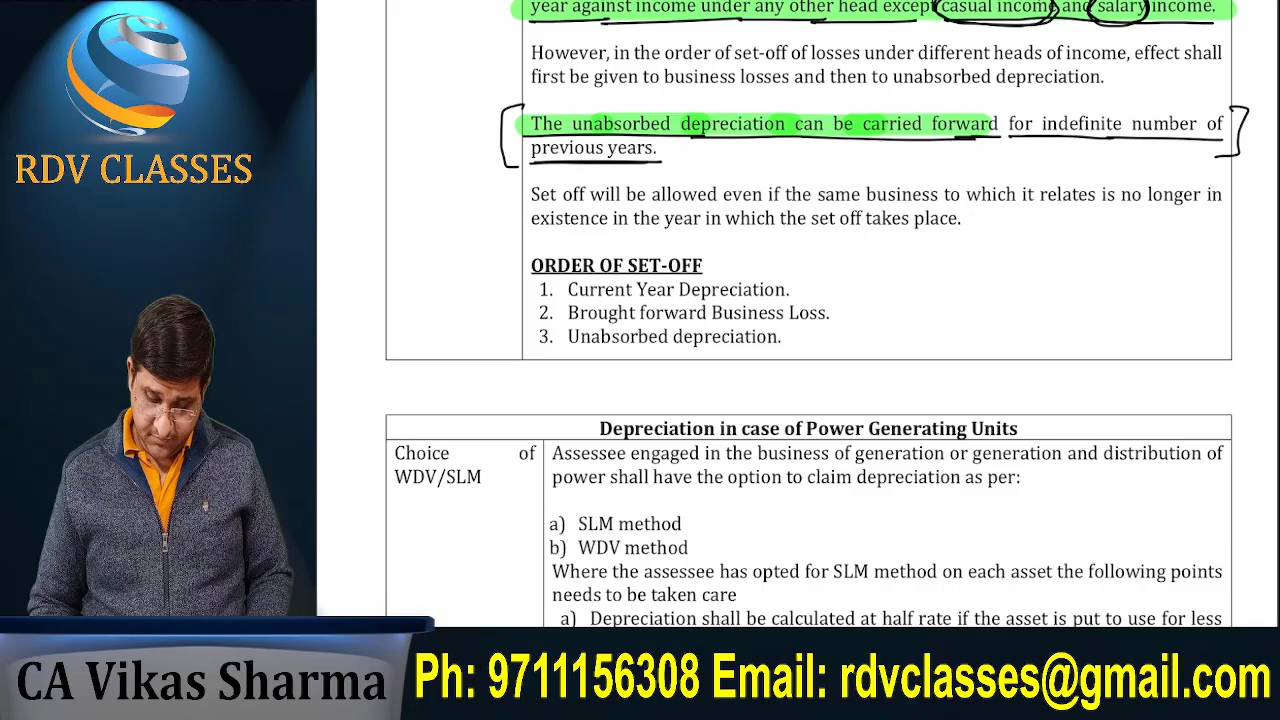 year against income under any other head except casual income and salary income.
However, in the order of set-off of losses under different heads of income, effect shall
first be given to business losses and then to unabsorbed depreciation.
The unabsorbed depreciation can be carried forward for indefinite number of
previous years.
Set off will be allowed even if the same business to which it relates is no longer in
existence in the year in which the set off takes place.
ORDER OF SET-OFF
1. Current Year Depreciation.
2. Brought forward Business Loss.
3. Unabsorbed depreciation.
Depreciation in case of Power Generating Units
Choice of
WDV/SLM
Assessee engaged in the business of generation or generation and distribution of
power shall have the option to claim depreciation as per:
a) SLM method
b) WDV method
Where the assessee has opted for SLM method on each asset the following points
needs to be taken care
a) Depreciation shall be calculated at half rate if the asset is put to use for less
RDV CLASSES
CA Vikas Sharma
Ph: 9711156308 Email: rdvclasses@gmail.com